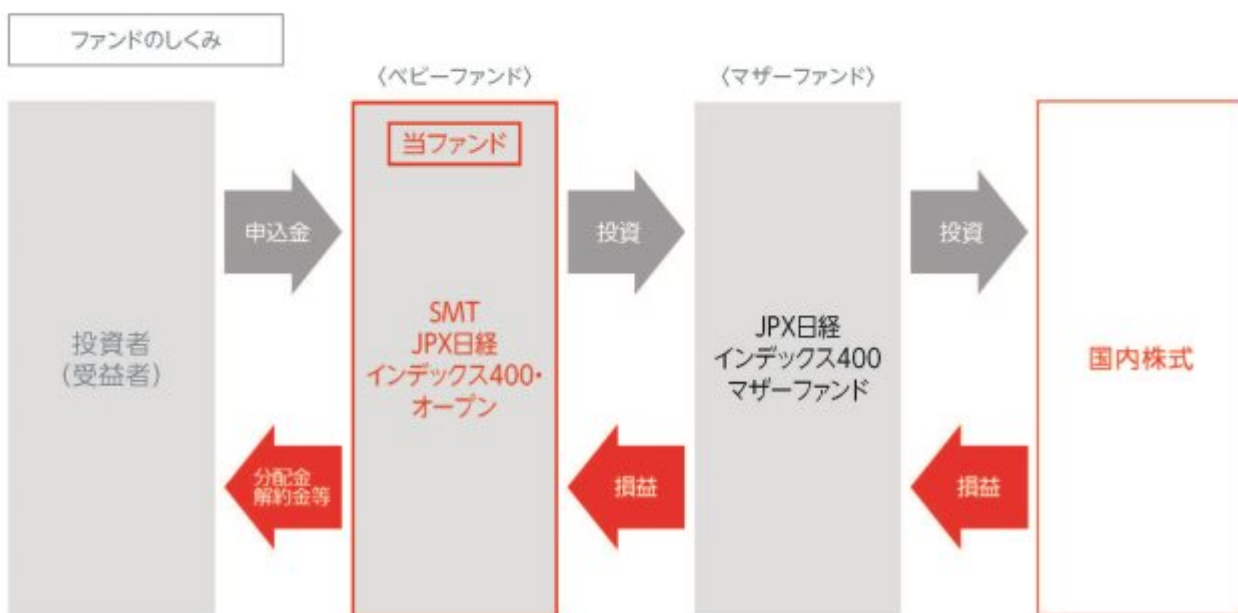 ファンドのしくみ
〈ベビーファンド〉
〈マザーファンド〉
当ファンド
申込金
投資
投資
投資者
(受益者)
SMT
JPX日経
インデックス400・
オープン
JPX日経
インデックス400
マザーファンド
国内株式
分配金
解約金等
損益
損益